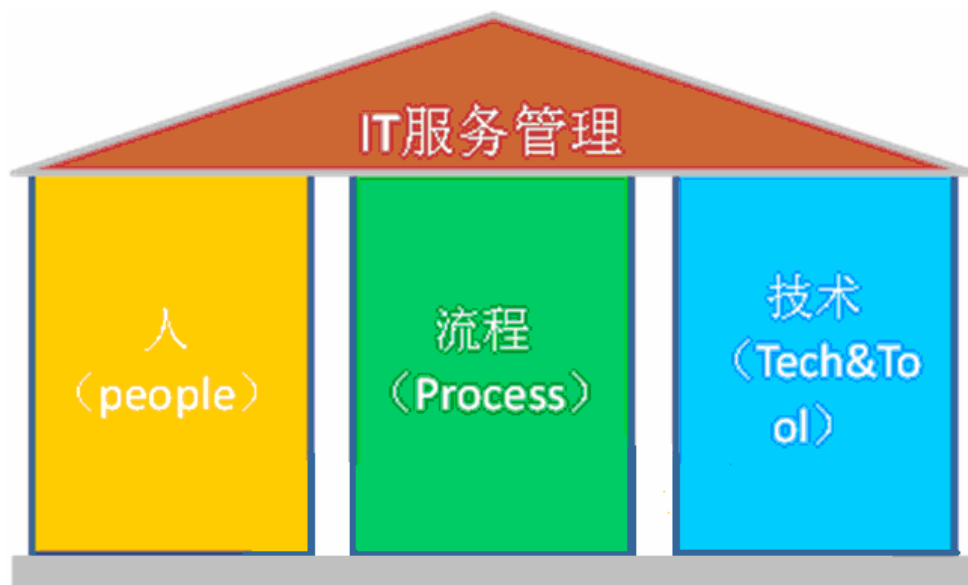 IT服务管理
人
（people）
流程
（Process）
技术
（Tech&To
ol）